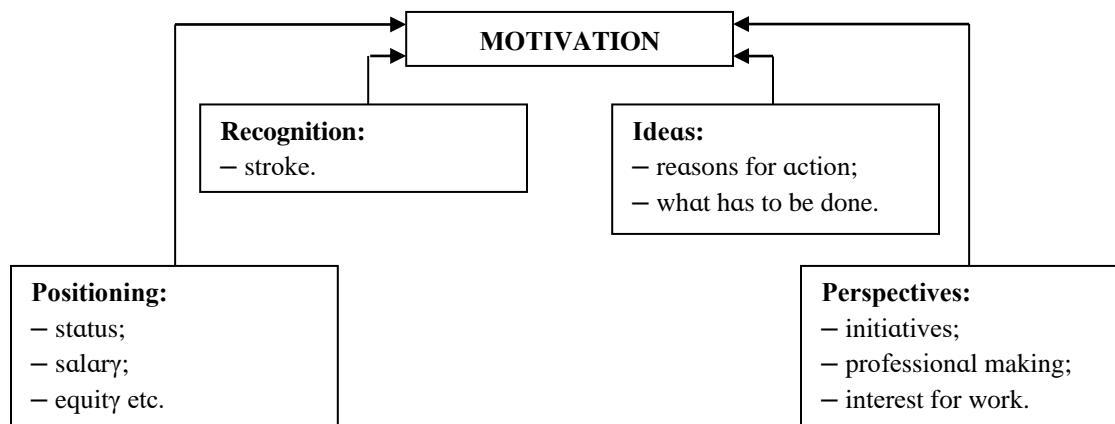 MOTIVATION
Recognition:
– stroke.
Ideas:
– reasons for action;
– what has to be done.
Positioning:
– status;
– salary;
– equity etc.
Perspectives:
– initiatives;
– professional making;
– interest for work.